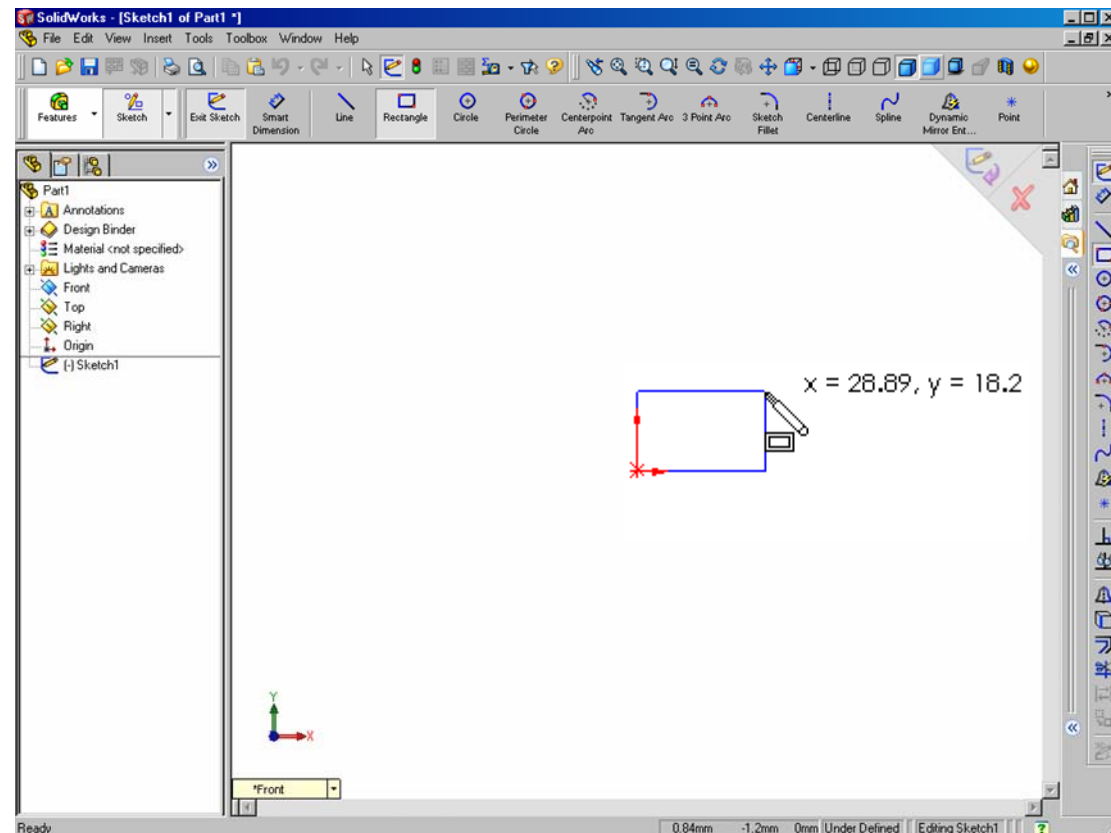 SolidWorks - [Sketch1 of Part1 *]
File Edit View Insert Tools Toolbox Window Help
Features Sketch Exit Sketch Smart Dimension Line Rectangle Circle Perimeter Circle Centerpoint Arc Tangent Arc 3 Point Arc Sketch Fillet Centerline Spline Dynamic Mirror Ent... Point
Part1
Annotations
Design Binder
Material <not specified>
Lights and Cameras
Front
Top
Right
Origin
(-) Sketch1
x = 28.89, y = 18.2
Y
X
*Front
Ready 0.84mm -1.2mm 0mm Under Defined Editing Sketch1